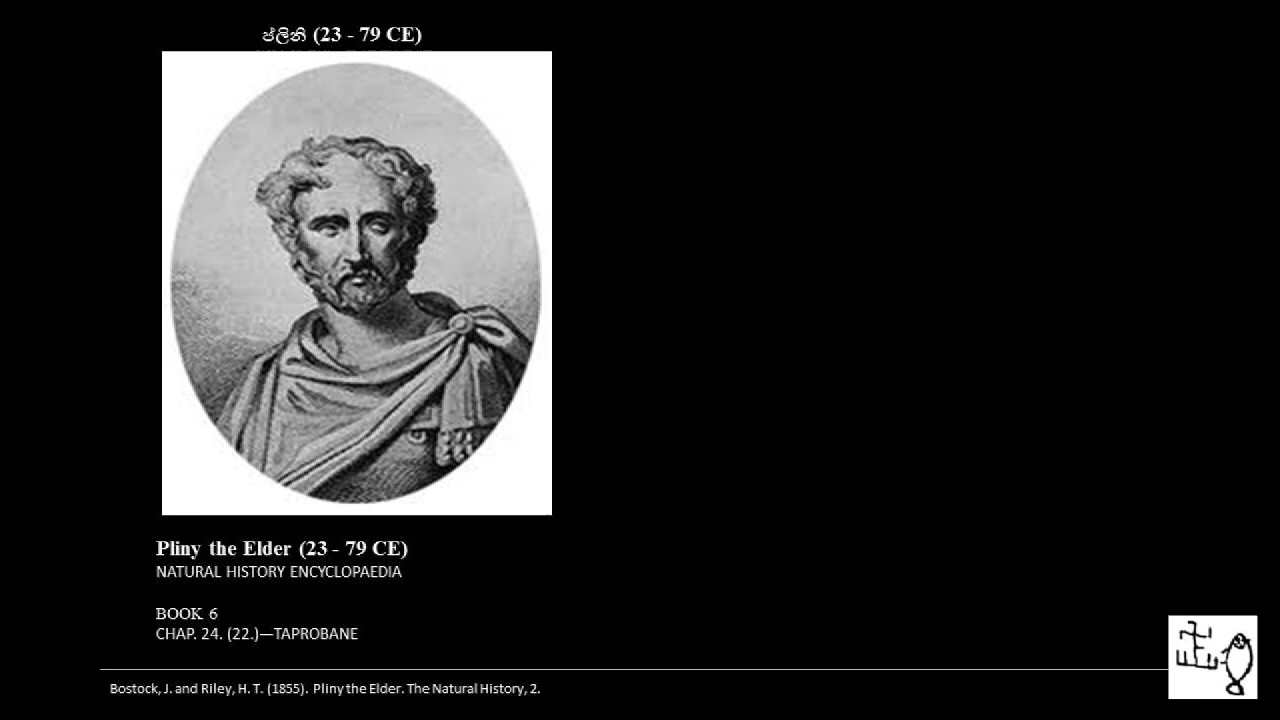 ප්ලිනි (23 - 79 CE)
Pliny the Elder (23 - 79 CE)
NATURAL HISTORY ENCYCLOPAEDIA
BOOK 6
CHAP. 24. (22.)—TAPROBANE
Bostock, J. and Riley, H. T. (1855). Pliny the Elder. The Natural History, 2.